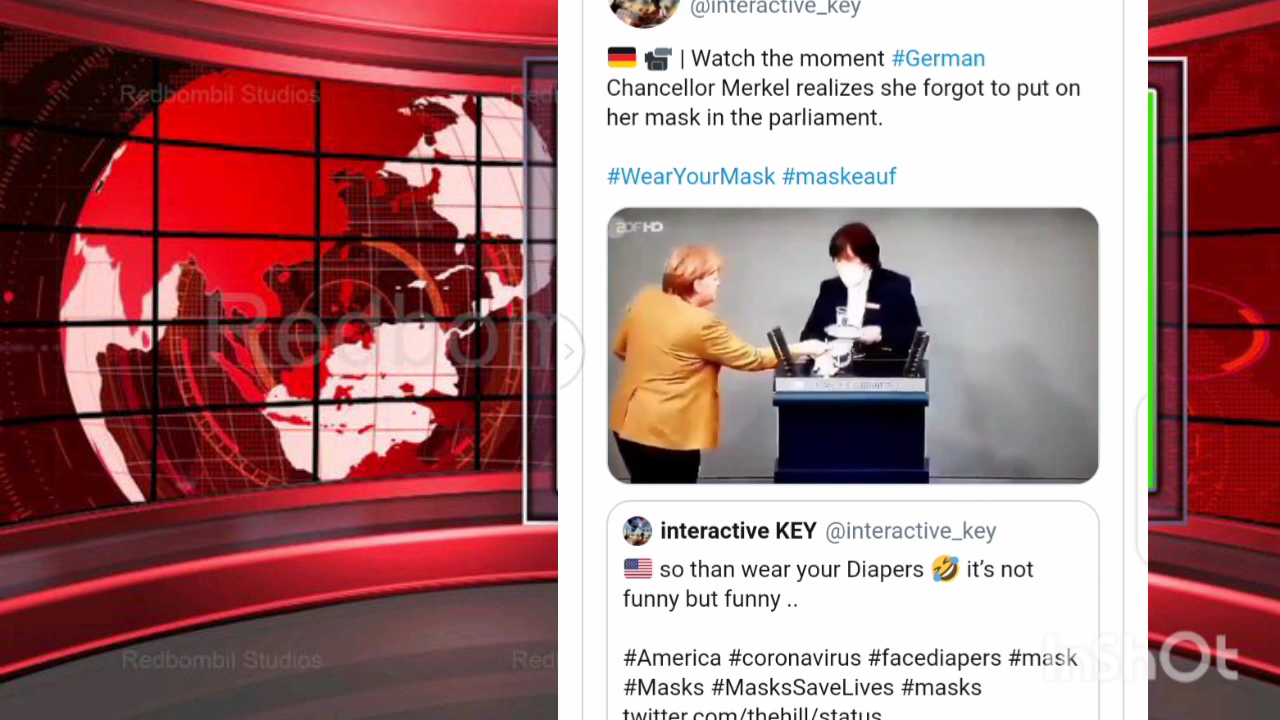 @interactive_key
Redbombil Studios
🇩🇪 📹 | Watch the moment #German
Chancellor Merkel realizes she forgot to put on
her mask in the parliament.
#WearYourMask #maskeauf
ZDFHD
interactive KEY @interactive_key
🇺🇸 so than wear your Diapers 🤣 it’s not
funny but funny ..
#America #coronavirus #facediapers #mask
#Masks #MasksSaveLives #masks
twitter.com/thehill/status
Redbombil Studios
Red
InShOt